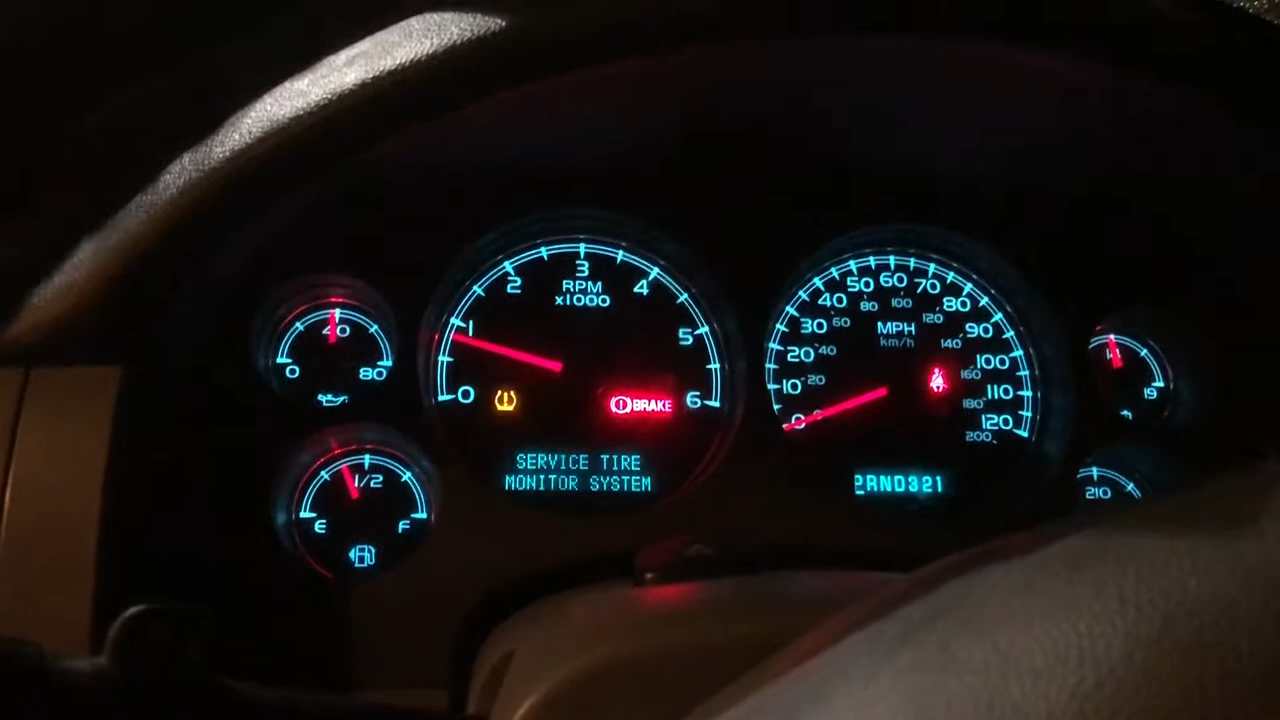 40
0 80
1/2
E F
0 1 2 3 4 5 6
RPM
x1000
BRAKE
SERVICE TIRE
MONITOR SYSTEM
0 10 20 30 40 50 60 70 80 90 100 110 120
20 40 60 80 100 120 140 160 180 200
MPH
km/h
PRND321
19
210